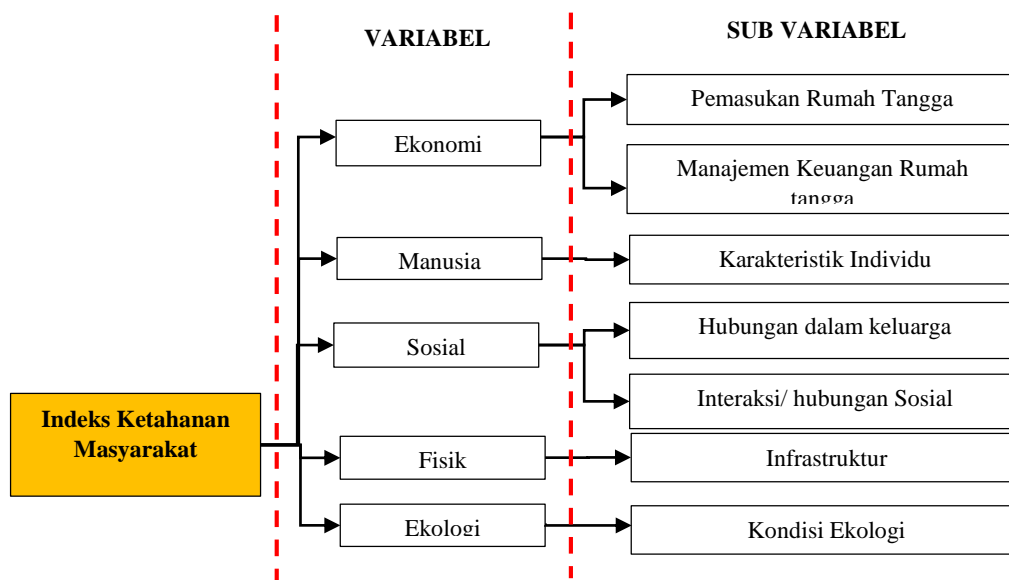 VARIABEL
SUB VARIABEL
Pemasukan Rumah Tangga
Ekonomi
Manajemen Keuangan Rumah
tangga
Manusia
Karakteristik Individu
Hubungan dalam keluarga
Sosial
Interaksi/ hubungan Sosial
Indeks Ketahanan
Masyarakat
Fisik
Infrastruktur
Ekologi
Kondisi Ekologi